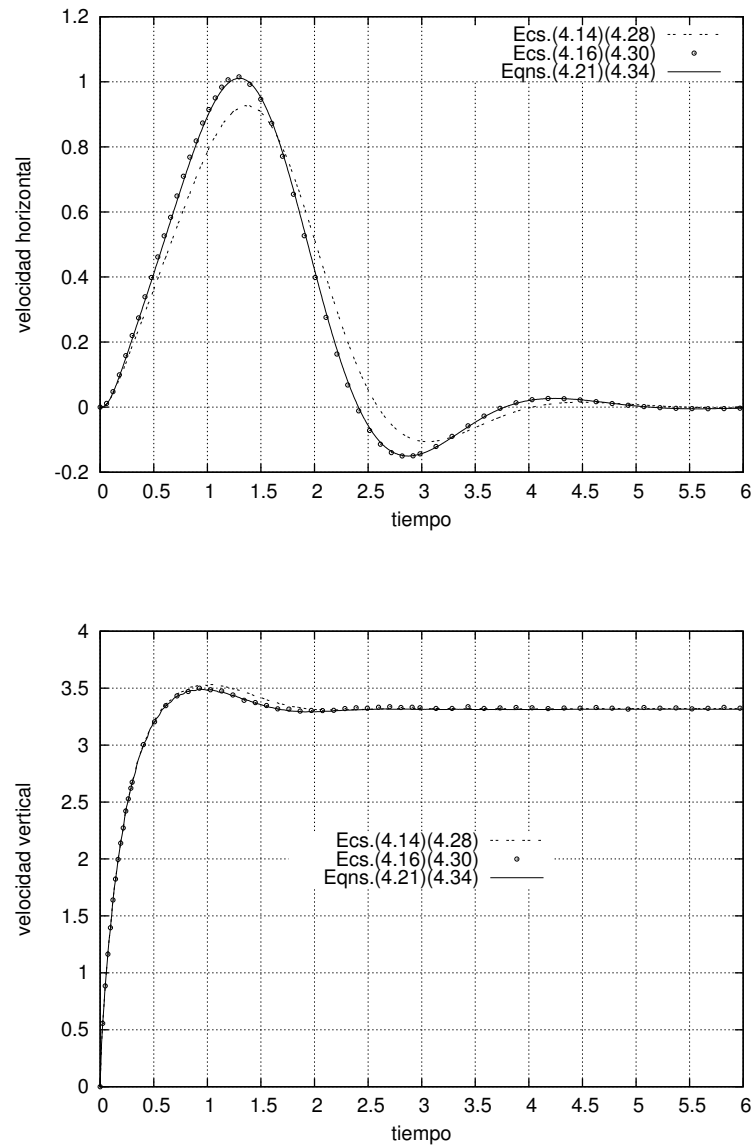 1.2
1
0.8
0.6
0.4
0.2
0
-0.2
velocidad horizontal
Ecs.(4.14)(4.28)
Ecs.(4.16)(4.30)
Eqns.(4.21)(4.34)
0 0.5 1 1.5 2 2.5 3 3.5 4 4.5 5 5.5 6
tiempo
4
3.5
3
2.5
2
1.5
1
0.5
0
velocidad vertical
Ecs.(4.14)(4.28)
Ecs.(4.16)(4.30)
Eqns.(4.21)(4.34)
0 0.5 1 1.5 2 2.5 3 3.5 4 4.5 5 5.5 6
tiempo